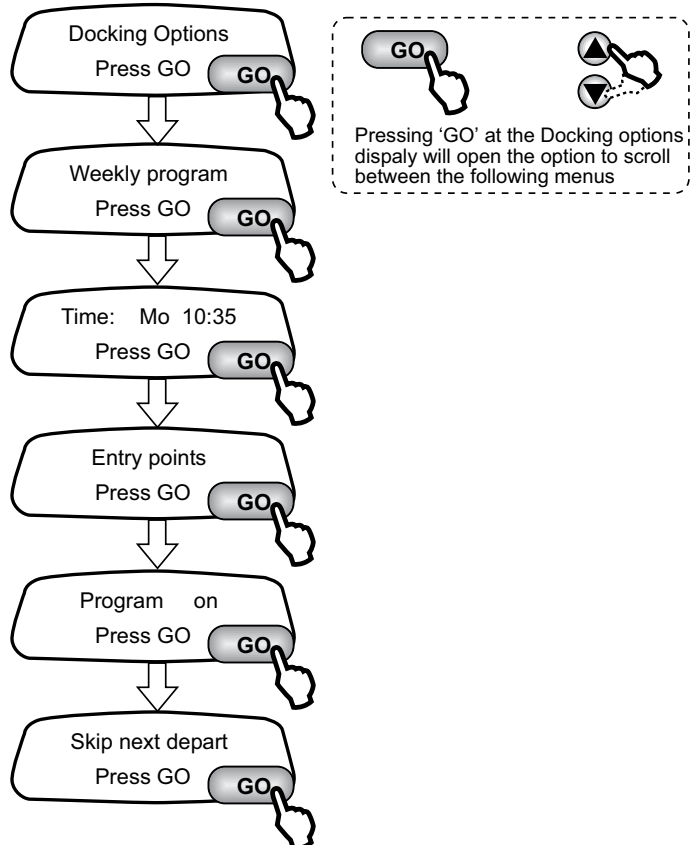 Docking Options
Press GO
GO
GO
Pressing ‘GO’ at the Docking options
dispaly will open the option to scroll
between the following menus
Weekly program
Press GO
GO
Time: Mo 10:35
Press GO
GO
Entry points
Press GO
GO
Program on
Press GO
GO
Skip next depart
Press GO
GO